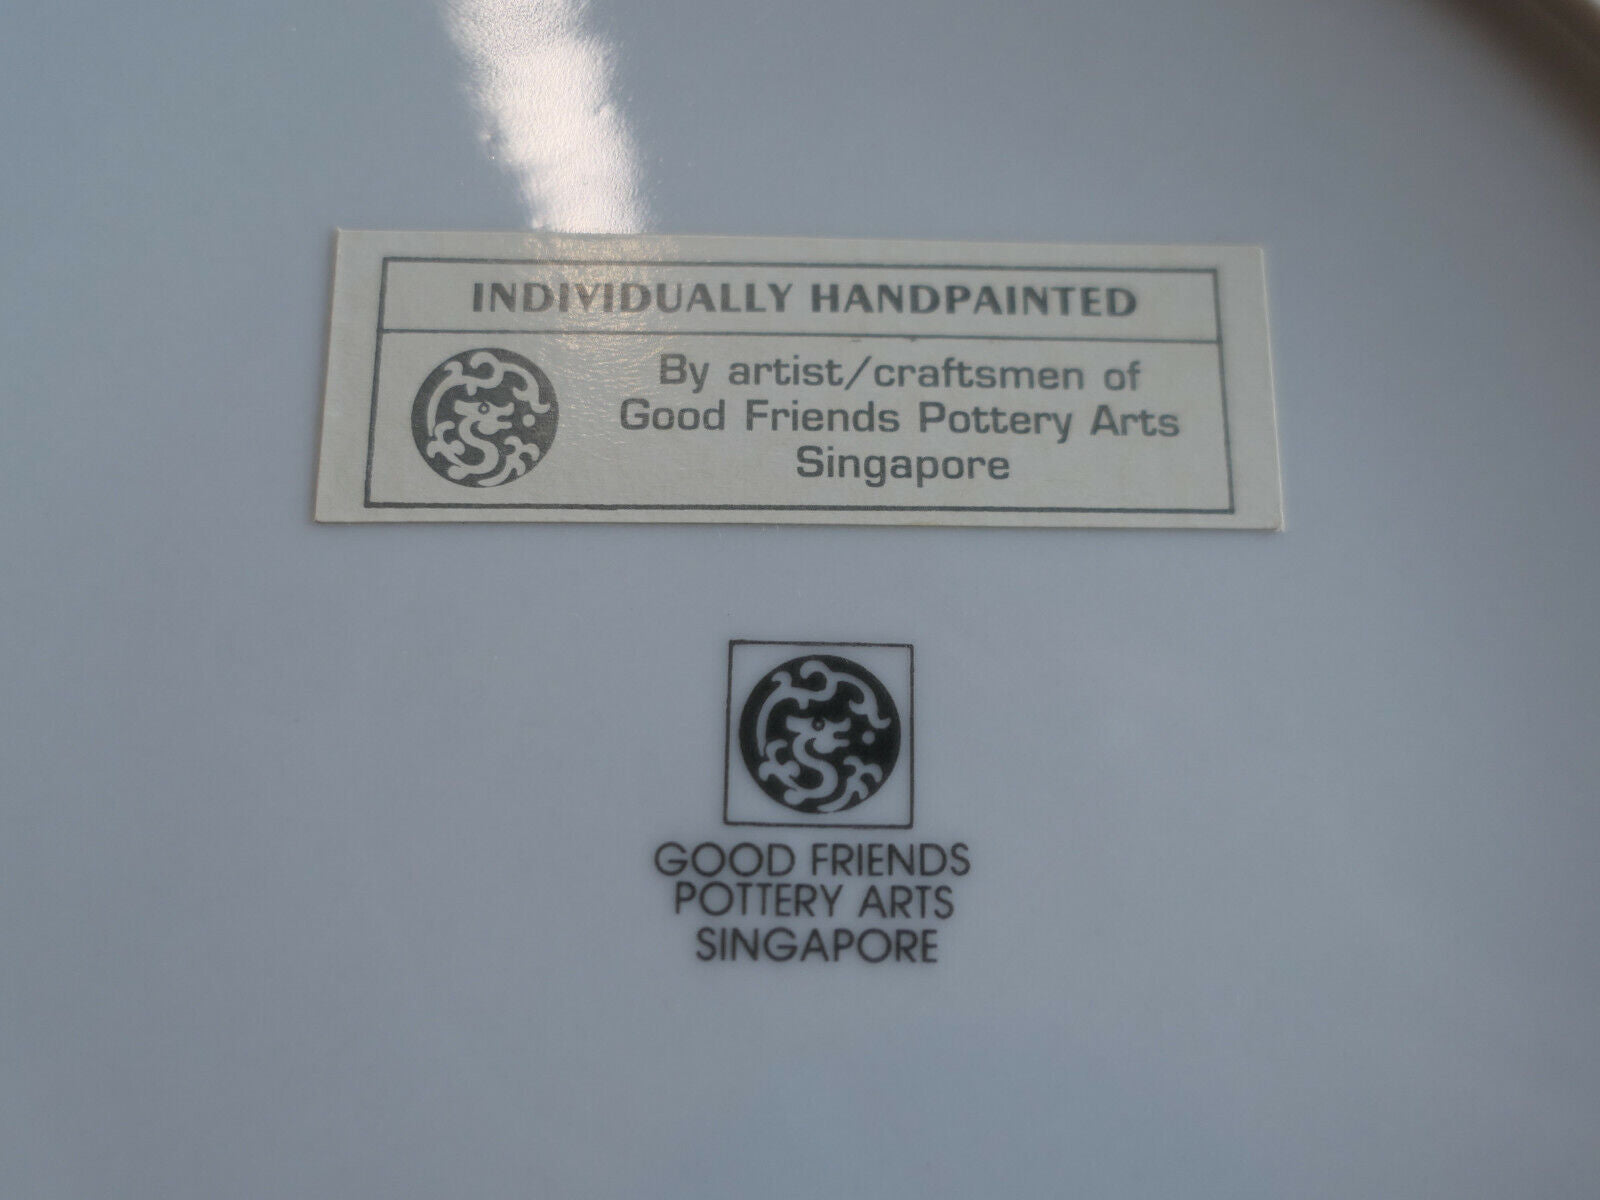 INDIVIDUALLY HANDPAINTED
By artist/craftsmen of
Good Friends Pottery Arts
Singapore
GOOD FRIENDS
POTTERY ARTS
SINGAPORE